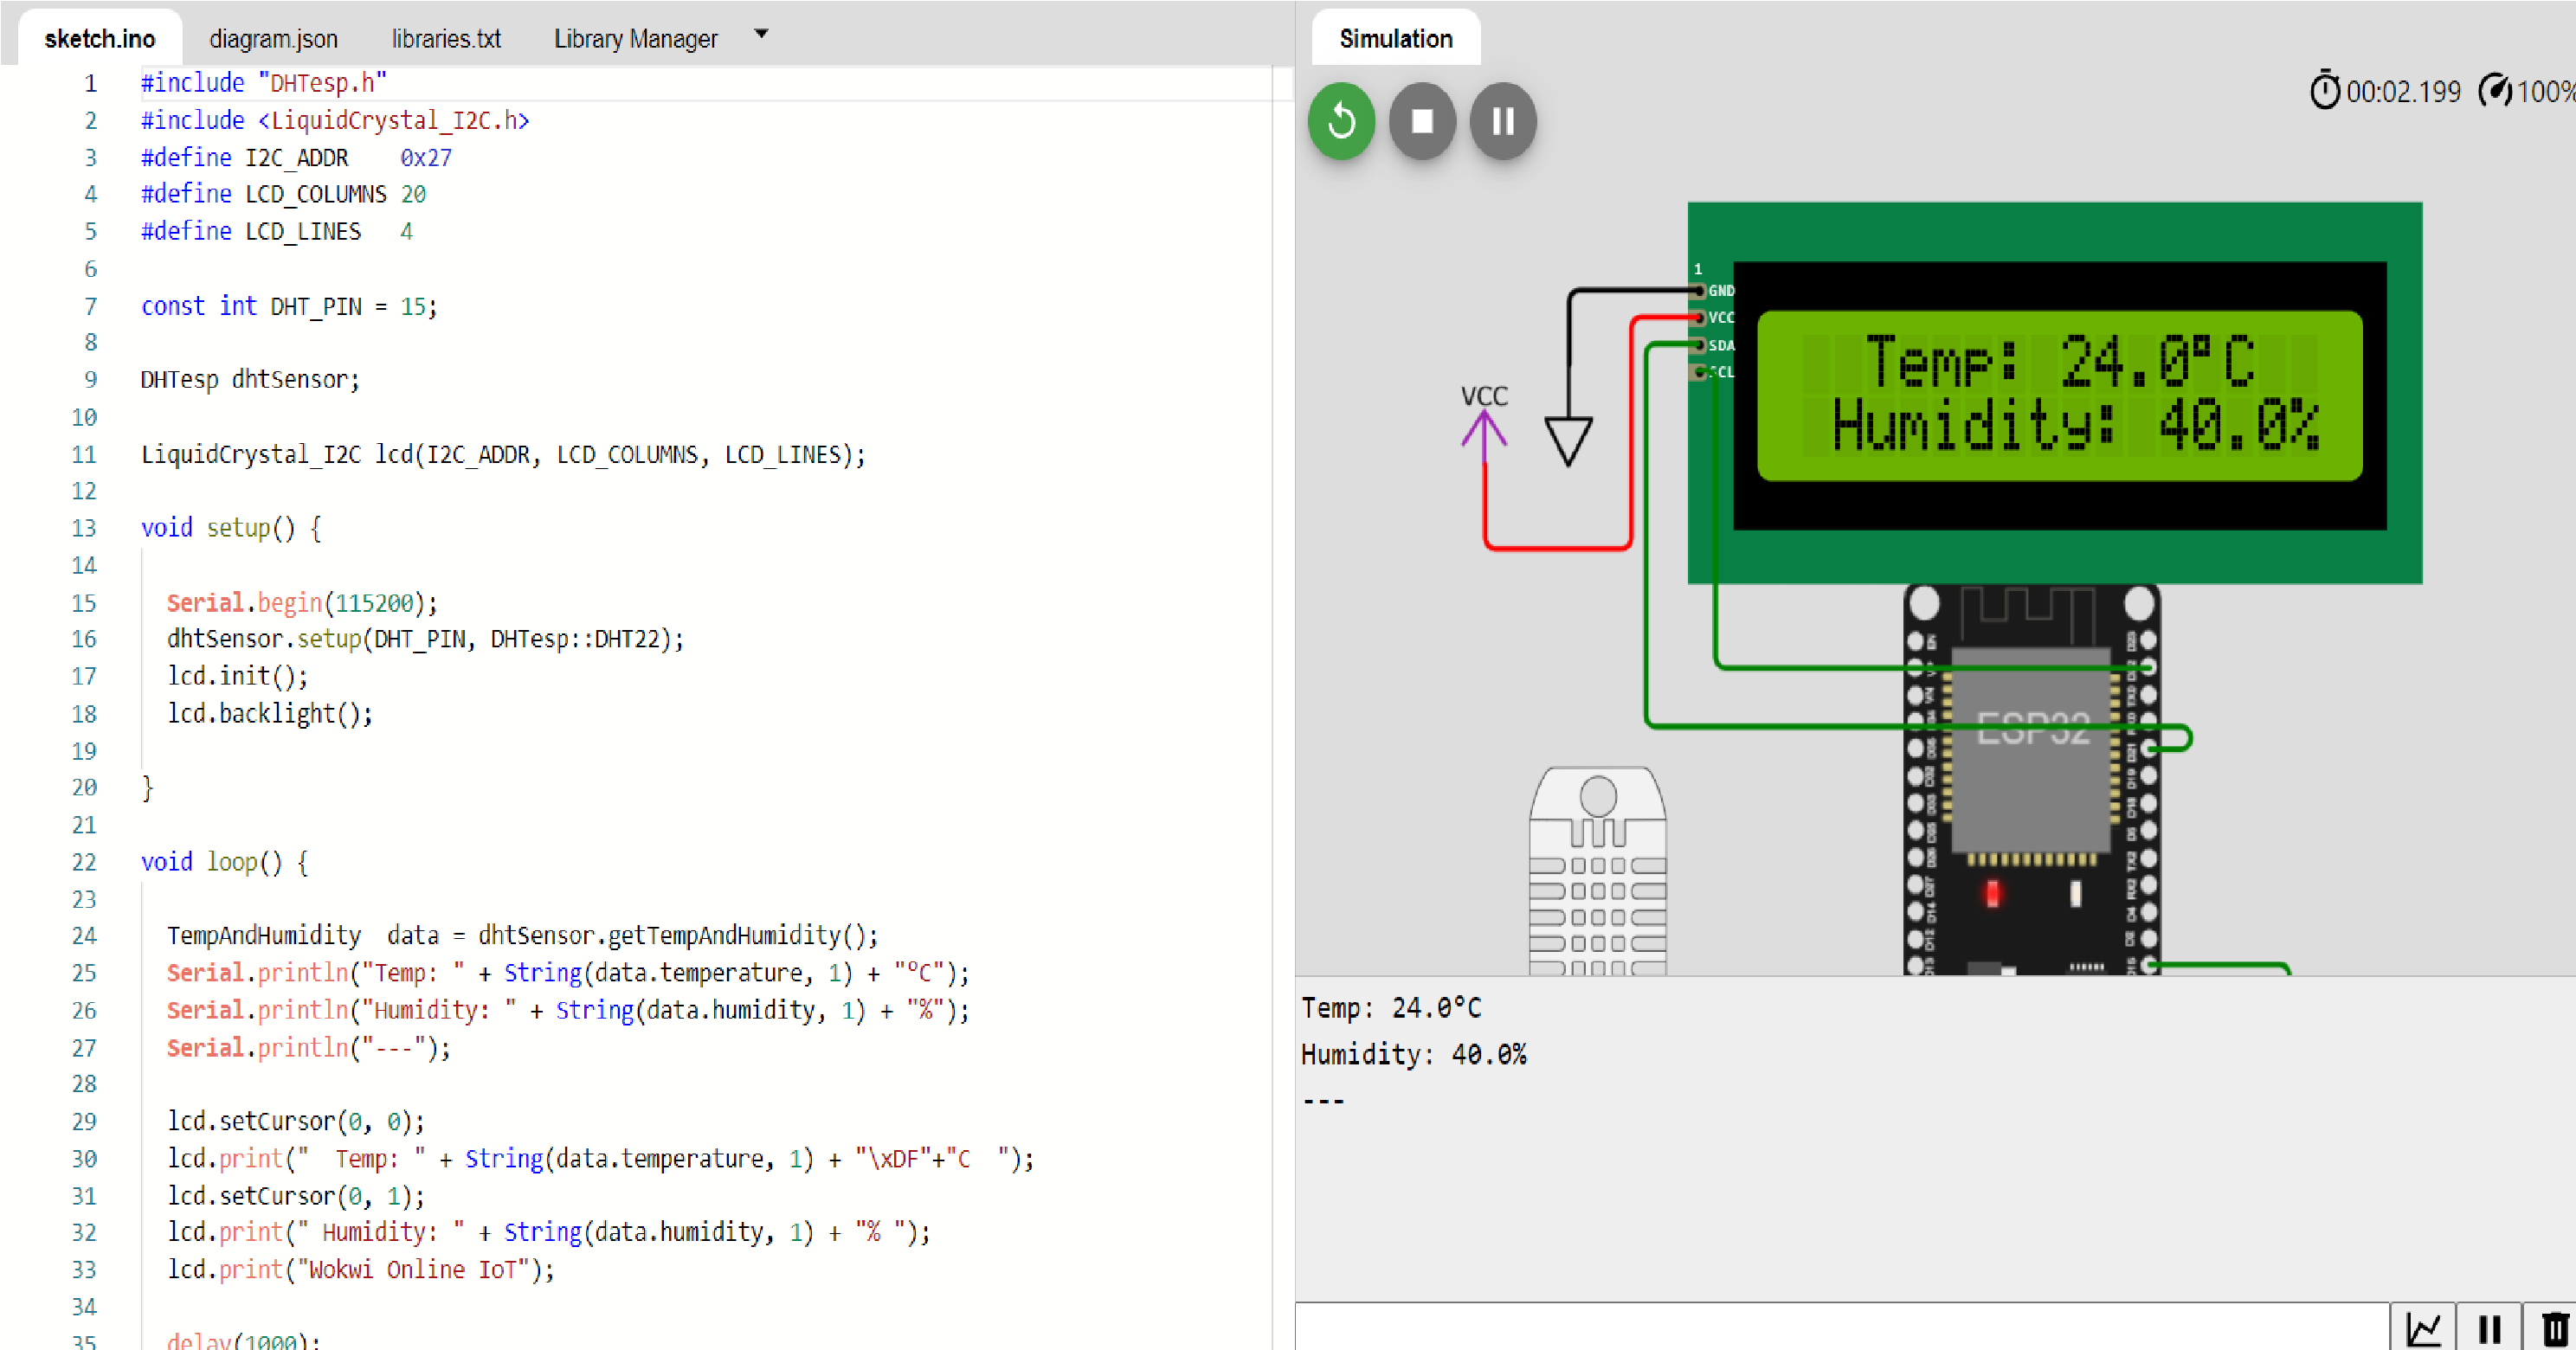 sketch.ino diagram.json libraries.txt Library Manager
1 #include "DHTesp.h"
2 #include <LiquidCrystal_I2C.h>
3 #define I2C_ADDR    0x27
4 #define LCD_COLUMNS 20
5 #define LCD_LINES   4
6
7 const int DHT_PIN = 15;
8
9 DHTesp dhtSensor;
10
11 LiquidCrystal_I2C lcd(I2C_ADDR, LCD_COLUMNS, LCD_LINES);
12
13 void setup() {
14
15   Serial.begin(115200);
16   dhtSensor.setup(DHT_PIN, DHTesp::DHT22);
17   lcd.init();
18   lcd.backlight();
19
20 }
21
22 void loop() {
23
24   TempAndHumidity  data = dhtSensor.getTempAndHumidity();
25   Serial.println("Temp: " + String(data.temperature, 1) + "°C");
26   Serial.println("Humidity: " + String(data.humidity, 1) + "%");
27   Serial.println("---");
28
29   lcd.setCursor(0, 0);
30   lcd.print("  Temp: " + String(data.temperature, 1) + "\xDF"+"C  ");
31   lcd.setCursor(0, 1);
32   lcd.print(" Humidity: " + String(data.humidity, 1) + "% ");
33   lcd.print("Wokwi Online IoT");
34
35   delay(1000);
Simulation
00:02.199 100%
1
GND
VCC
SDA
SCL
Temp: 24.0°C
Humidity: 40.0%
VCC
ESP32
Temp: 24.0°C
Humidity: 40.0%
---